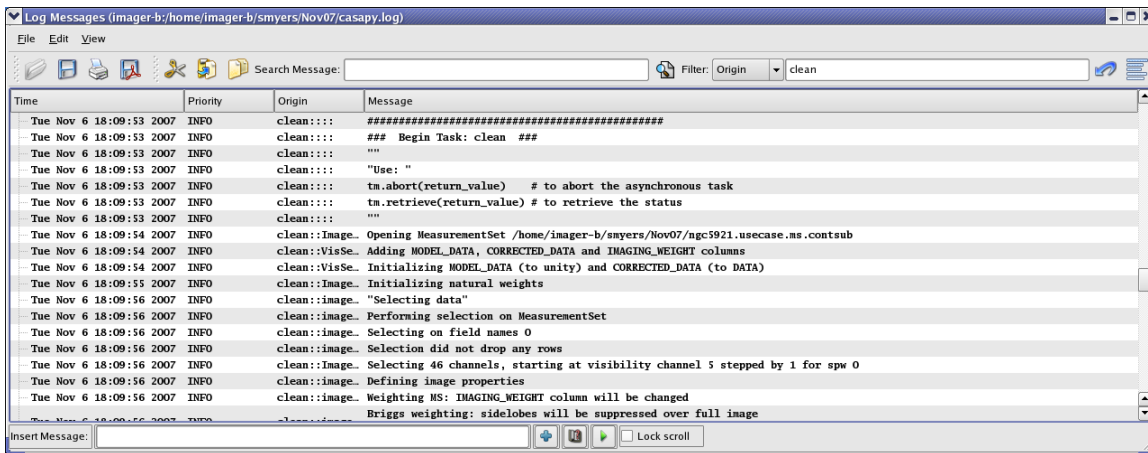 Log Messages (imager-b:/home/imager-b/smyers/Nov07/casapy.log)
File Edit View
Search Message: Filter: Origin clean
Time Priority Origin Message
Tue Nov 6 18:09:53 2007 INFO clean:::: ###############################################
Tue Nov 6 18:09:53 2007 INFO clean:::: ### Begin Task: clean ###
Tue Nov 6 18:09:53 2007 INFO clean:::: ""
Tue Nov 6 18:09:53 2007 INFO clean:::: "Use: "
Tue Nov 6 18:09:53 2007 INFO clean:::: tm.abort(return_value) # to abort the asynchronous task
Tue Nov 6 18:09:53 2007 INFO clean:::: tm.retrieve(return_value) # to retrieve the status
Tue Nov 6 18:09:53 2007 INFO clean:::: ""
Tue Nov 6 18:09:54 2007 INFO clean::Image… Opening MeasurementSet /home/imager-b/smyers/Nov07/ngc5921.usecase.ms.contsub
Tue Nov 6 18:09:54 2007 INFO clean::VisSe… Adding MODEL_DATA, CORRECTED_DATA and IMAGING_WEIGHT columns
Tue Nov 6 18:09:54 2007 INFO clean::VisSe… Initializing MODEL_DATA (to unity) and CORRECTED_DATA (to DATA)
Tue Nov 6 18:09:55 2007 INFO clean::Image… Initializing natural weights
Tue Nov 6 18:09:56 2007 INFO clean::image… "Selecting data"
Tue Nov 6 18:09:56 2007 INFO clean::image… Performing selection on MeasurementSet
Tue Nov 6 18:09:56 2007 INFO clean::image… Selecting on field names 0
Tue Nov 6 18:09:56 2007 INFO clean::image… Selection did not drop any rows
Tue Nov 6 18:09:56 2007 INFO clean::Image… Selecting 46 channels, starting at visibility channel 5 stepped by 1 for spw 0
Tue Nov 6 18:09:56 2007 INFO clean::image… Defining image properties
Tue Nov 6 18:09:56 2007 INFO clean::image… Weighting MS: IMAGING_WEIGHT column will be changed
Briggs weighting: sidelobes will be suppressed over full image
Insert Message: Lock scroll